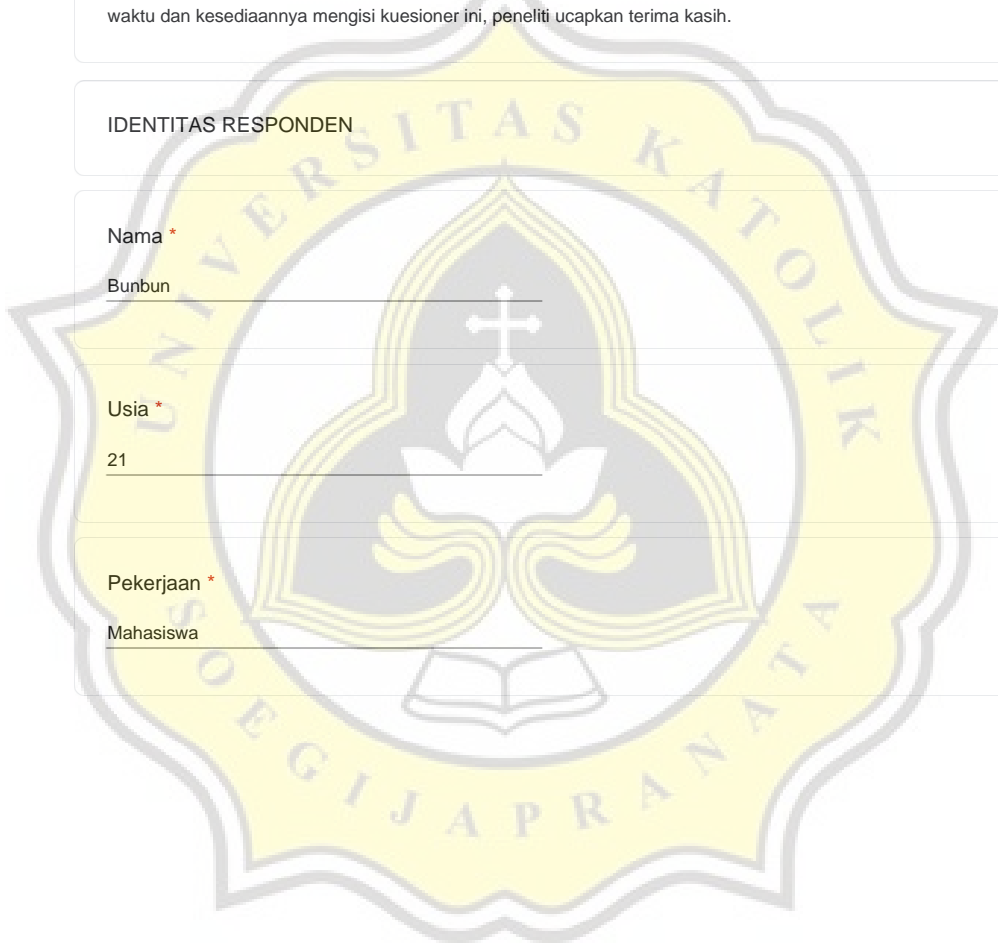 waktu dan kesediaannya mengisi kuesioner ini, peneliti ucapkan terima kasih.
IDENTITAS RESPONDEN
UNIVERSITAS KATOLIK
Nama *
Bunbun
Usia *
21
Pekerjaan *
Mahasiswa
SOEGIJAPRANATA